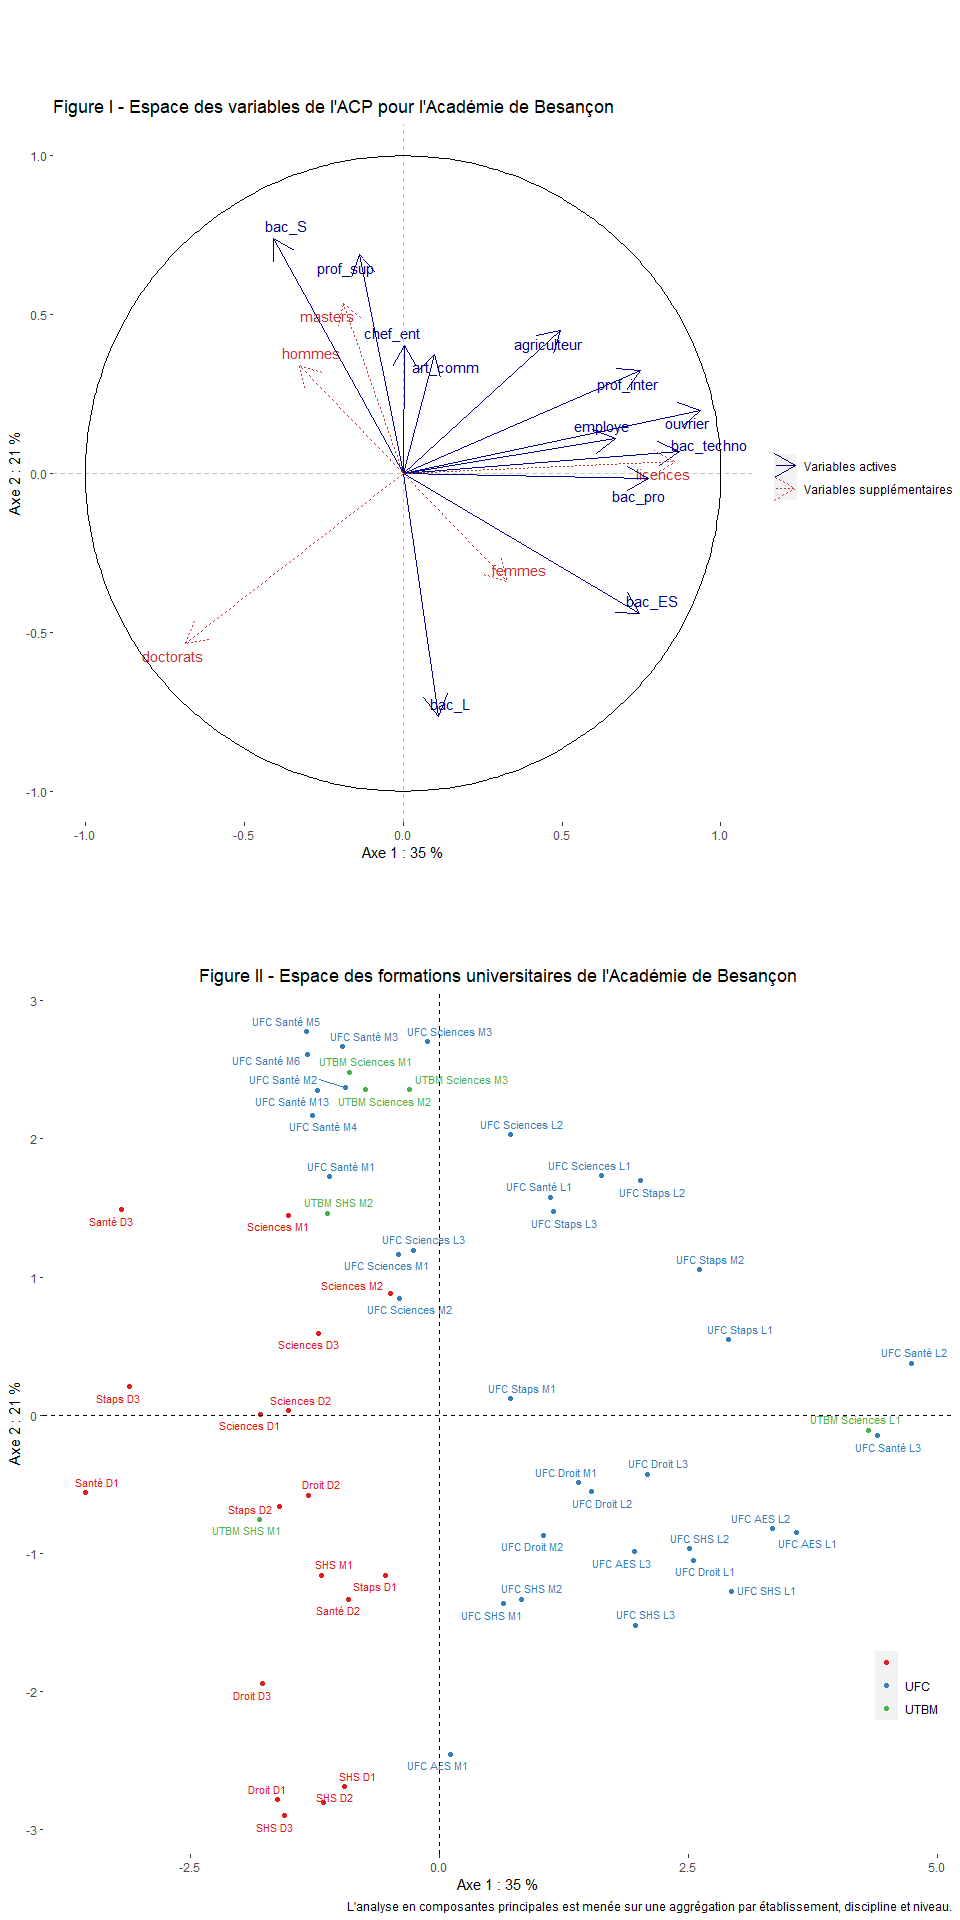 Figure I - Espace des variables de l'ACP pour l'Académie de Besançon
1.0
bac_S
prof_sup
0.5
masters
chef_ent
agriculteur
hommes
art_comm
prof_inter
ouvrier
employe
bac_techno
Axe 2 : 21 %
0.0
licences
Variables actives
bac_pro
Variables supplémentaires
femmes
bac_ES
-0.5
doctorats
bac_L
-1.0
-1.0
-0.5
0.0
0.5
1.0
Axe 1 : 35 %
Figure II - Espace des formations universitaires de l'Académie de Besançon
3
UFC Santé M5
UFC Sciences M3
UFC Santé M3
UFC Santé M6
UTBM Sciences M1
UFC Santé M2
UTBM Sciences M3
UFC Santé M13
UTBM Sciences M2
UFC Santé M4
UFC Sciences L2
2
UFC Santé M1
UFC Sciences L1
UFC Santé L1
UFC Staps L2
UTBM SHS M2
Santé D3
Sciences M1
UFC Staps L3
UFC Sciences L3
UFC Sciences M1
UFC Staps M2
1
Sciences M2
UFC Sciences M2
UFC Staps L1
Sciences D3
UFC Santé L2
UFC Staps M1
Staps D3
Sciences D2
Axe 2 : 21 %
0
Sciences D1
UTBM Sciences L1
UFC Santé L3
UFC Droit L3
UFC Droit M1
Santé D1
Droit D2
UFC Droit L2
Staps D2
UTBM SHS M1
UFC AES L2
UFC SHS L2
UFC AES L1
UFC Droit M2
-1
SHS M1
UFC AES L3
UFC Droit L1
Staps D1
UFC SHS M2
UFC SHS L1
Santé D2
UFC SHS M1
UFC SHS L3
-2
Droit D3
UFC
UTBM
UFC AES M1
SHS D1
Droit D1
SHS D2
SHS D3
-3
-2.5
0.0
2.5
5.0
Axe 1 : 35 %
L'analyse en composantes principales est menée sur une aggrégation par établissement, discipline et niveau.